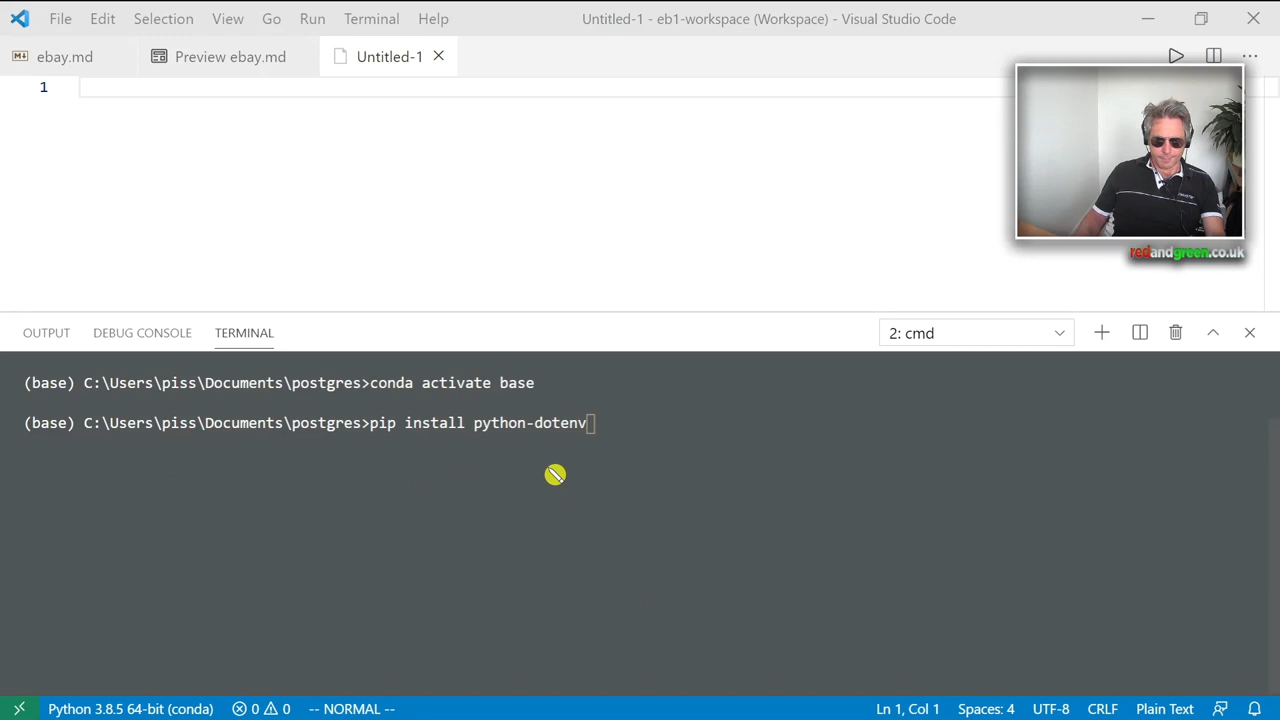 File Edit Selection View Go Run Terminal Help Untitled-1 - eb1-workspace (Workspace) - Visual Studio Code
ebay.md Preview ebay.md Untitled-1
1
redandgreen.co.uk
OUTPUT DEBUG CONSOLE TERMINAL 2: cmd
(base) C:\Users\piss\Documents\postgres>conda activate base
(base) C:\Users\piss\Documents\postgres>pip install python-dotenv
Python 3.8.5 64-bit (conda) 0 0 -- NORMAL -- Ln 1, Col 1 Spaces: 4 UTF-8 CRLF Plain Text